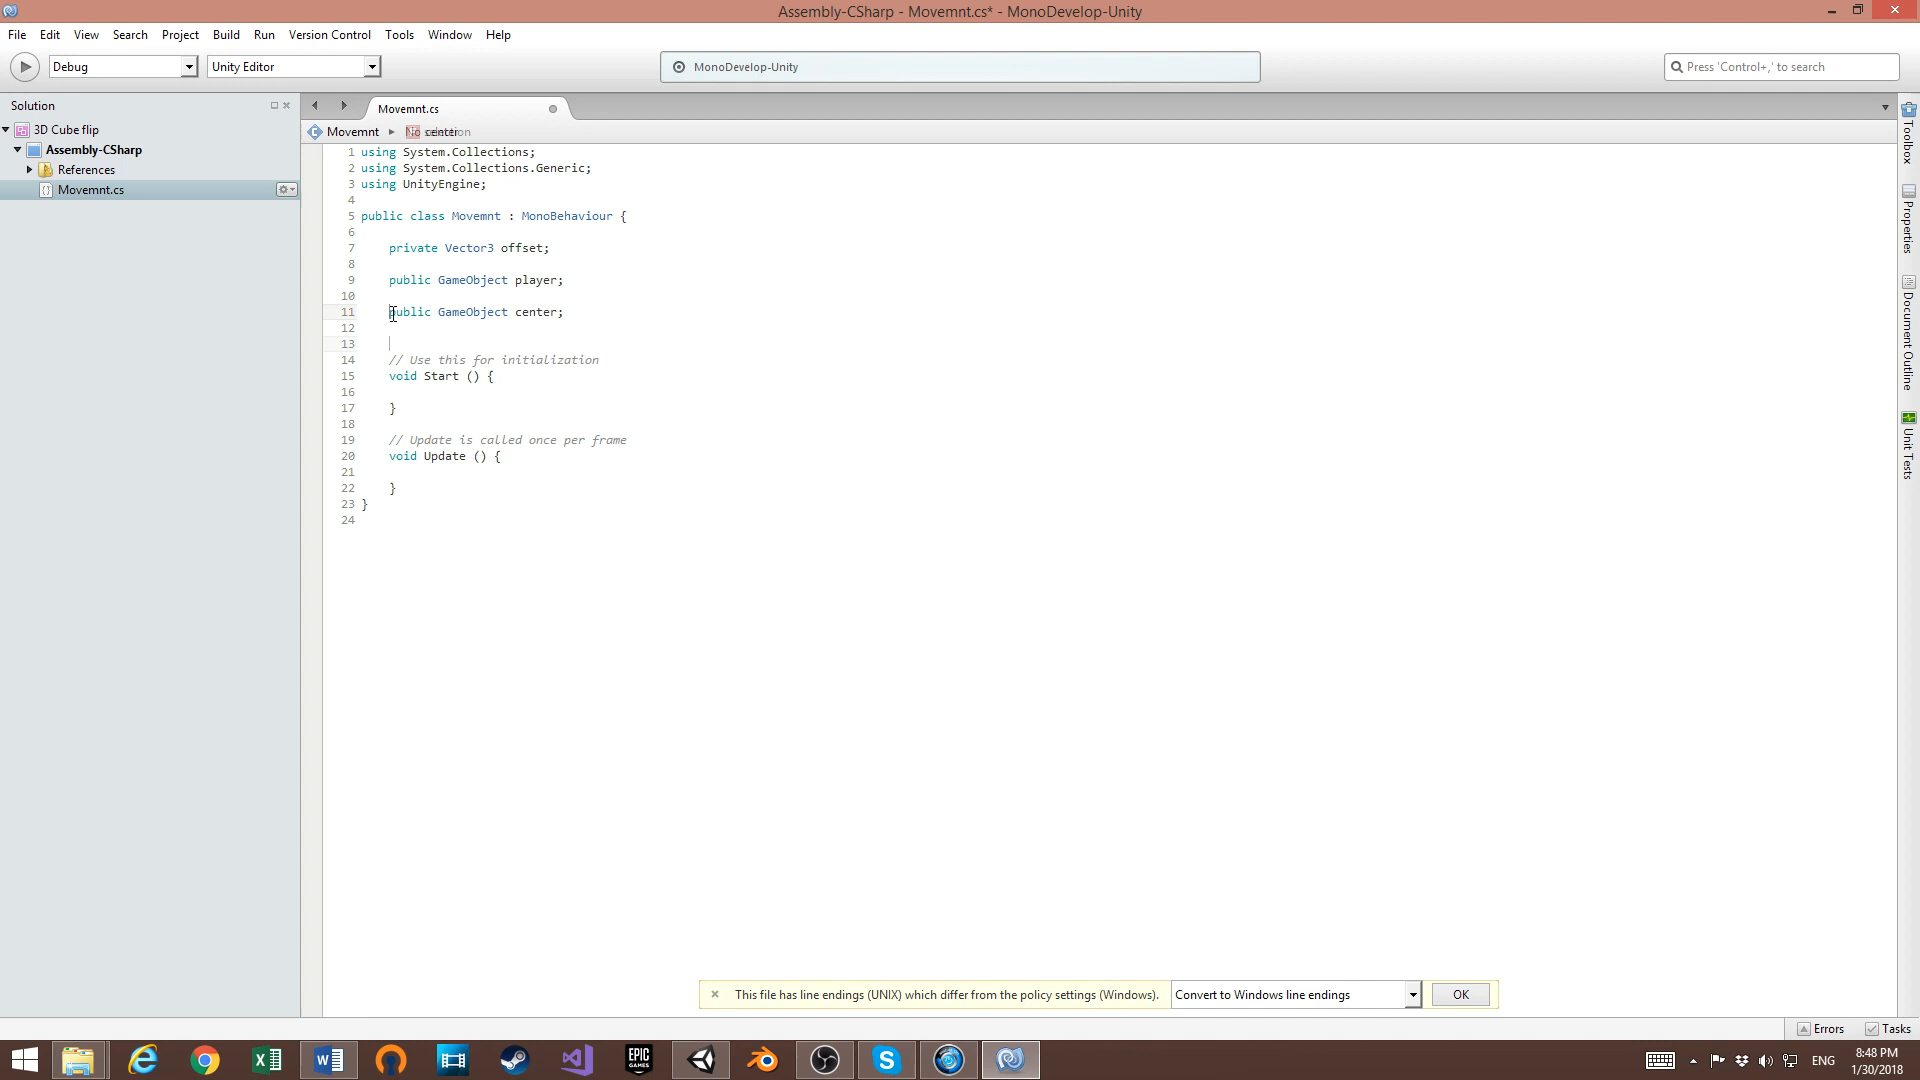 Assembly-CSharp - Movemnt.cs* - MonoDevelop-Unity
File Edit View Search Project Build Run Version Control Tools Window Help
Debug Unity Editor MonoDevelop-Unity Press 'Control+,' to search
Solution Movemnt.cs
3D Cube flip Movemnt
Assembly-CSharp
References
Movemnt.cs
1 using System.Collections;
2 using System.Collections.Generic;
3 using UnityEngine;
4
5 public class Movemnt : MonoBehaviour {
6
7 private Vector3 offset;
8
9 public GameObject player;
10
11 public GameObject center;
12
13
14 // Use this for initialization
15 void Start () {
16
17 }
18
19 // Update is called once per frame
20 void Update () {
21
22 }
23 }
24
Toolbox
Properties
Document Outline
Unit Tests
This file has line endings (UNIX) which differ from the policy settings (Windows). Convert to Windows line endings OK
Errors Tasks
EPIC
GAMES
ENG
8:48 PM
1/30/2018